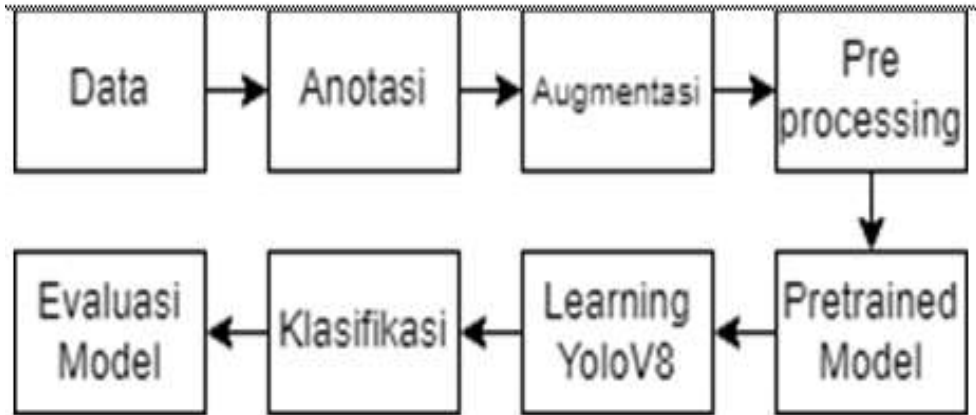 Data
Anotasi
Augmentasi
Pre
processing
Pretrained
Model
Learning
YoloV8
Klasifikasi
Evaluasi
Model